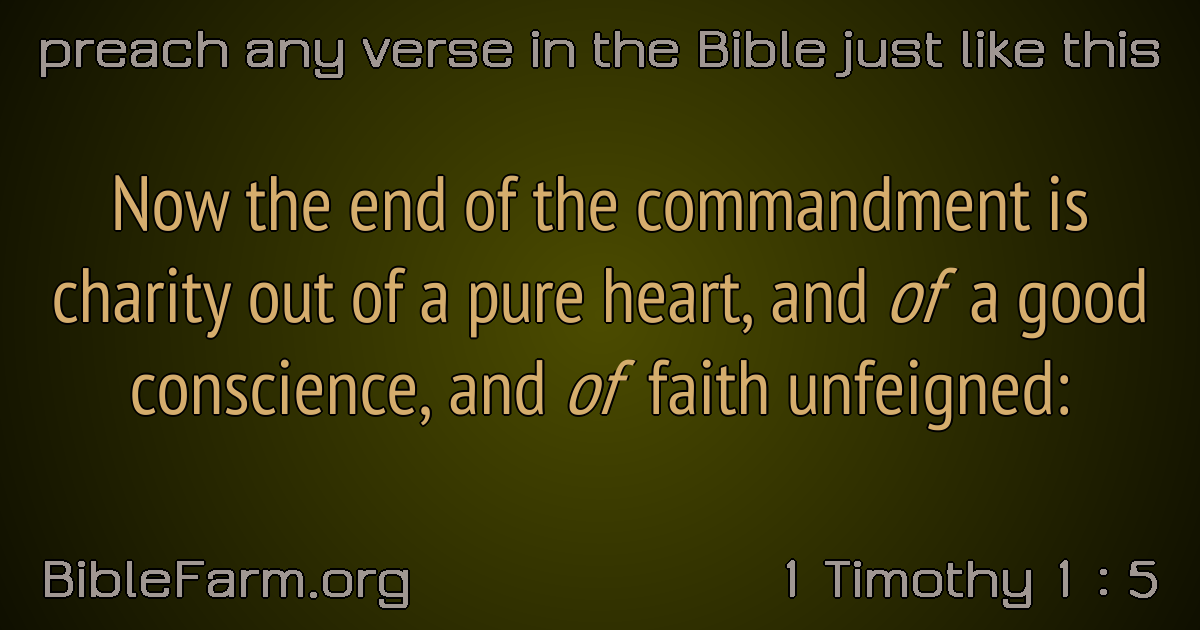 preach any verse in the Bible just like this
Now the end of the commandment is
charity out of a pure heart, and of a good
conscience, and of faith unfeigned:
BibleFarm.org
1 Timothy 1 : 5